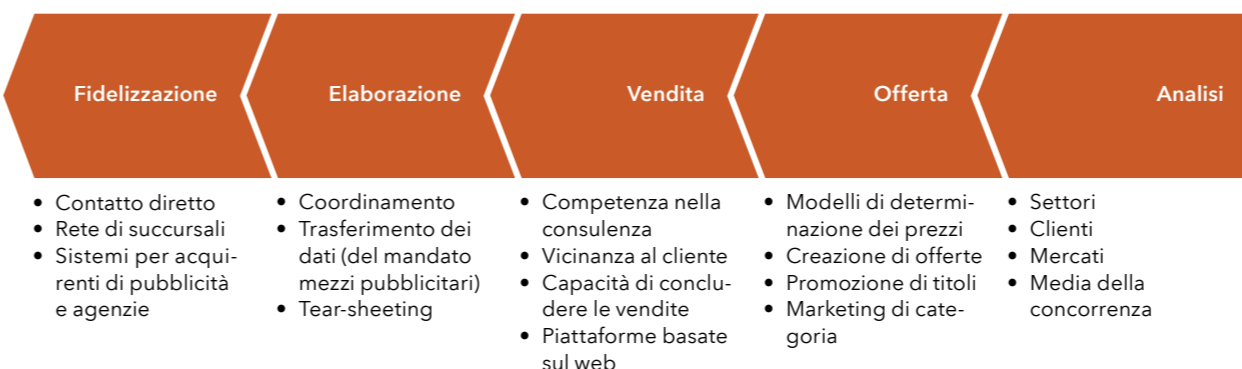 Fidelizzazione
Elaborazione
Vendita
Offerta
Analisi
• Contatto diretto
• Rete di succursali
• Sistemi per acqui-
renti di pubblicità
e agenzie
• Coordinamento
• Trasferimento dei
dati (del mandato
mezzi pubblicitari)
• Tear-sheeting
• Competenza nella
consulenza
• Vicinanza al cliente
• Capacità di conclu-
dere le vendite
• Piattaforme basate
sul web
• Modelli di determi-
nazione dei prezzi
• Creazione di offerte
• Promozione di titoli
• Marketing di cate-
goria
• Settori
• Clienti
• Mercati
• Media della
concorrenza